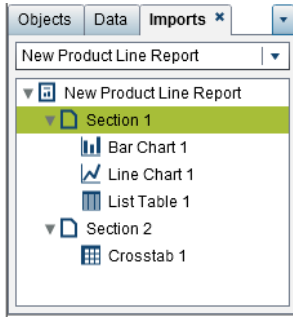 Objects Data Imports ×
New Product Line Report
New Product Line Report
Section 1
Bar Chart 1
Line Chart 1
List Table 1
Section 2
Crosstab 1